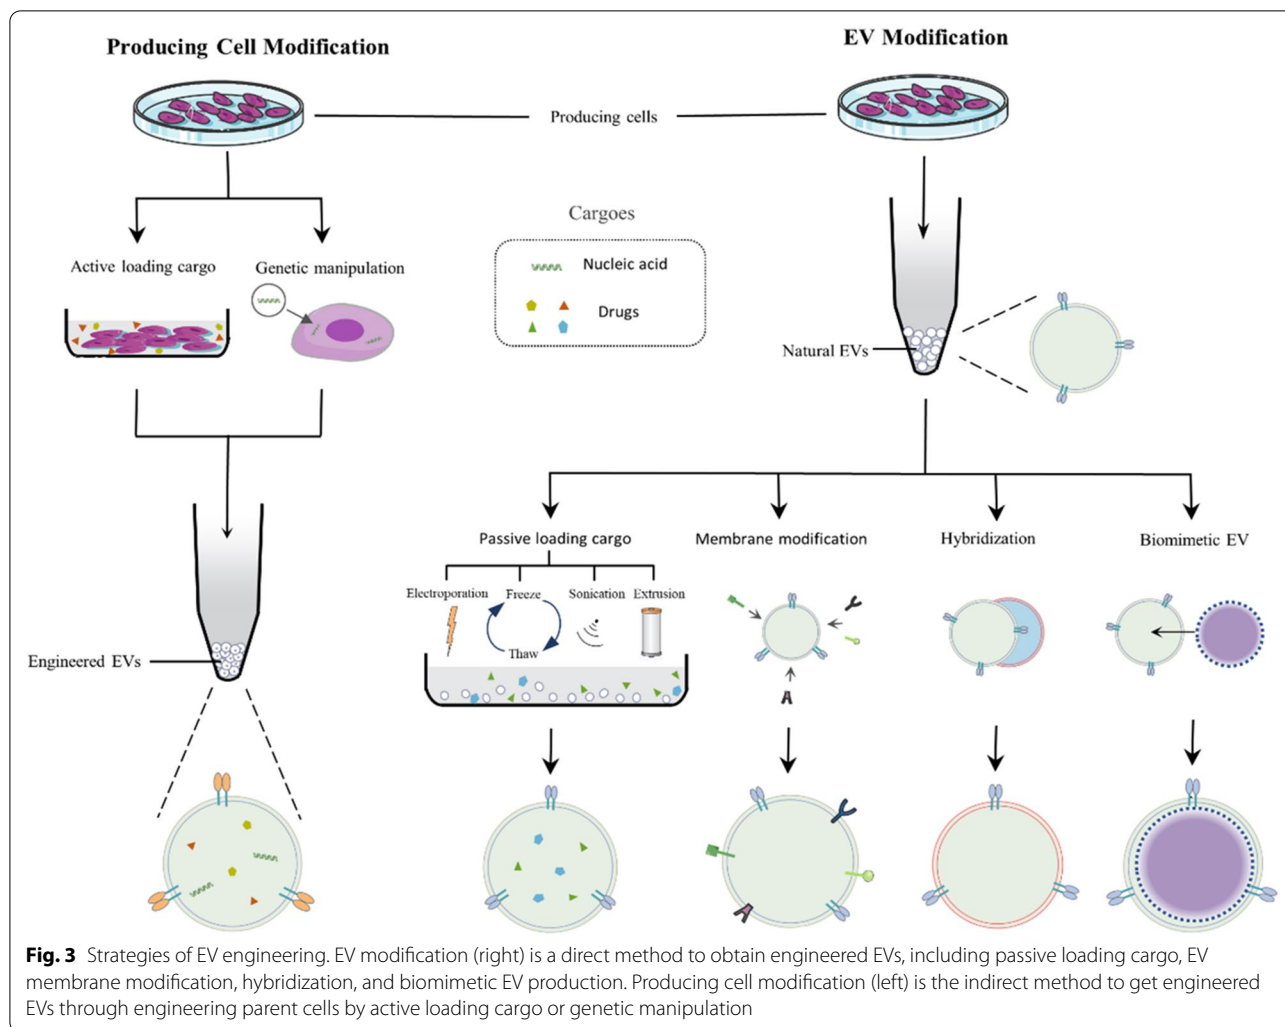 Producing Cell Modification
EV Modification
Producing cells
Cargoes
Nucleic acid
Drugs
Active loading cargo
Genetic manipulation
Natural EVs
Engineered EVs
Passive loading cargo
Membrane modification
Hybridization
Biomimetic EV
Electroporation
Freeze
Sonication
Extrusion
Thaw
Fig. 3 Strategies of EV engineering. EV modification (right) is a direct method to obtain engineered EVs, including passive loading cargo, EV
membrane modification, hybridization, and biomimetic EV production. Producing cell modification (left) is the indirect method to get engineered
EVs through engineering parent cells by active loading cargo or genetic manipulation